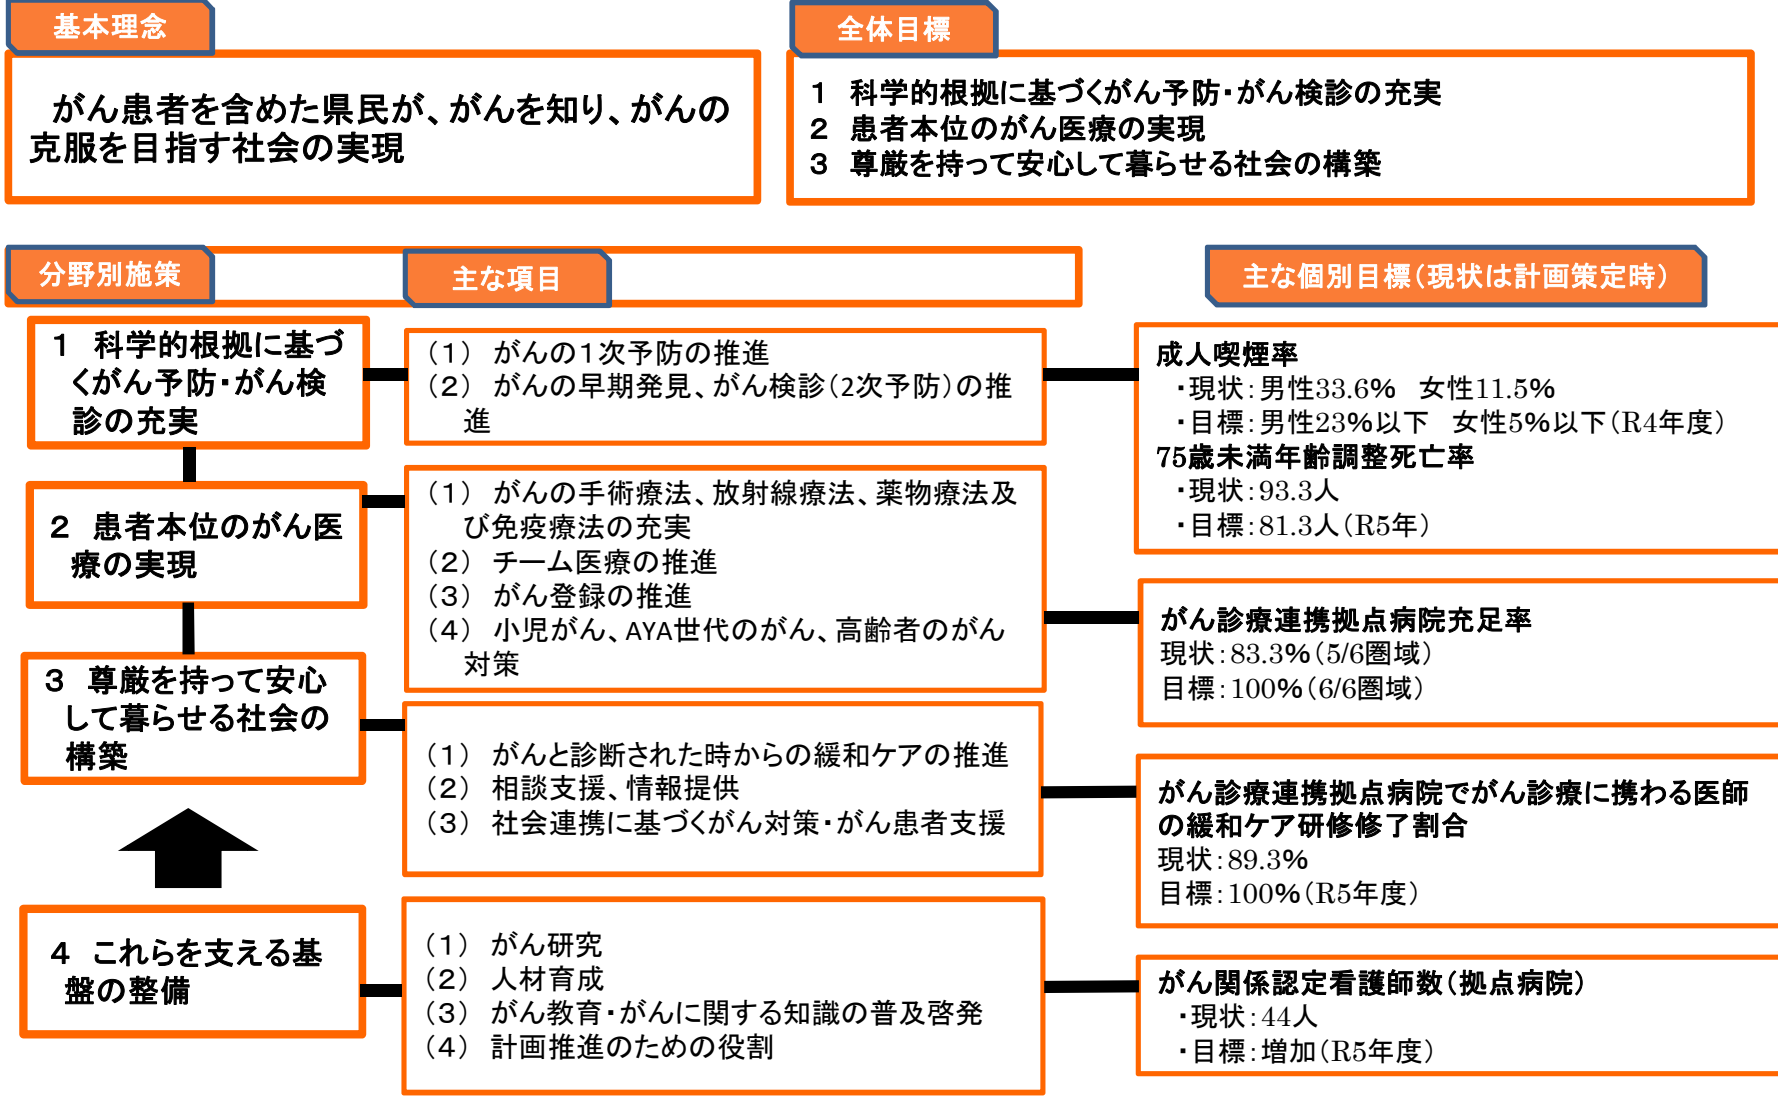 基本理念
がん患者を含めた県民が、がんを知り、がんの
克服を目指す社会の実現
全体目標
1 科学的根拠に基づくがん予防・がん検診の充実
2 患者本位のがん医療の実現
3 尊厳を持って安心して暮らせる社会の構築
分野別施策
主な項目
主な個別目標(現状は計画策定時)
1 科学的根拠に基づ
くがん予防・がん検
診の充実
(1) がんの1次予防の推進
(2) がんの早期発見、がん検診(2次予防)の推
進
成人喫煙率
・現状:男性33.6% 女性11.5%
・目標:男性23%以下 女性5%以下(R4年度)
75歳未満年齢調整死亡率
・現状:93.3人
・目標:81.3人(R5年)
2 患者本位のがん医
療の実現
(1) がんの手術療法、放射線療法、薬物療法及
び免疫療法の充実
(2) チーム医療の推進
(3) がん登録の推進
(4) 小児がん、AYA世代のがん、高齢者のがん
対策
がん診療連携拠点病院充足率
現状:83.3%(5/6圏域)
目標:100%(6/6圏域)
3 尊厳を持って安心
して暮らせる社会の
構築
(1) がんと診断された時からの緩和ケアの推進
(2) 相談支援、情報提供
(3) 社会連携に基づくがん対策・がん患者支援
がん診療連携拠点病院でがん診療に携わる医師
の緩和ケア研修修了割合
現状:89.3%
目標:100%(R5年度)
4 これらを支える基
盤の整備
(1) がん研究
(2) 人材育成
(3) がん教育・がんに関する知識の普及啓発
(4) 計画推進のための役割
がん関係認定看護師数(拠点病院)
・現状:44人
・目標:増加(R5年度)